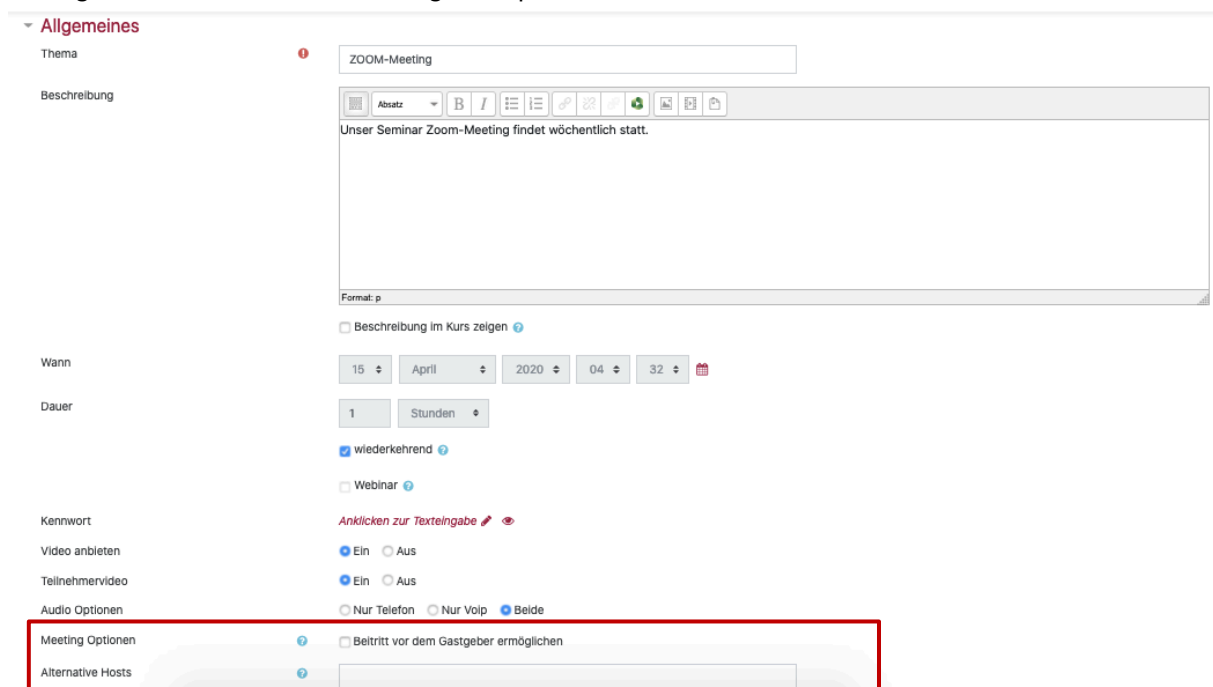 Allgemeines
Thema
ZOOM-Meeting
Beschreibung
Absatz B I
Unser Seminar Zoom-Meeting findet wöchentlich statt.
Format: p
Beschreibung im Kurs zeigen
Wann 15 April 2020 04 32
Dauer 1 Stunden
wiederkehrend
Webinar
Kennwort Anklicken zur Texteingabe
Video anbieten Ein Aus
Teilnehmervideo Ein Aus
Audio Optionen Nur Telefon Nur Voip Beide
Meeting Optionen Beitritt vor dem Gastgeber ermöglichen
Alternative Hosts